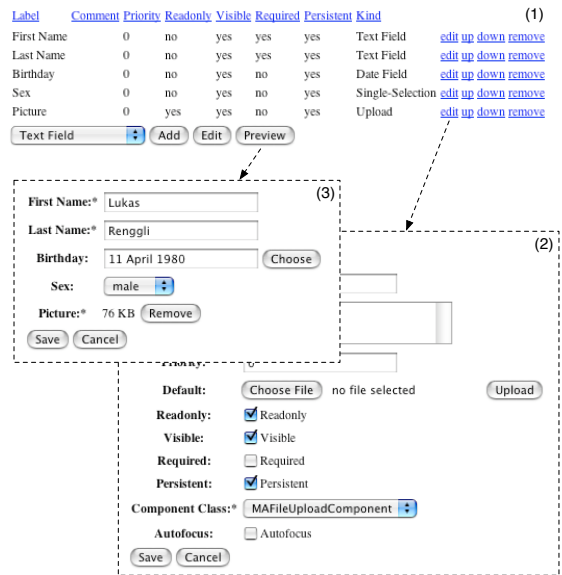 (1)
Label Comment Priority Readonly Visible Required Persistent Kind
First Name 0 no yes yes yes Text Field edit up down remove
Last Name 0 no yes yes yes Text Field edit up down remove
Birthday 0 no yes no yes Date Field edit up down remove
Sex 0 no yes no yes Single-Selection edit up down remove
Picture 0 yes yes no yes Upload edit up down remove
Text Field Add Edit Preview
(3)
First Name:* Lukas
Last Name:* Renggli
Birthday: 11 April 1980 Choose
Sex: male
Picture:* 76 KB Remove
Save Cancel
(2)
Priority:
Default: Choose File no file selected Upload
Readonly: Readonly
Visible: Visible
Required: Required
Persistent: Persistent
Component Class:* MAFileUploadComponent
Autofocus: Autofocus
Save Cancel